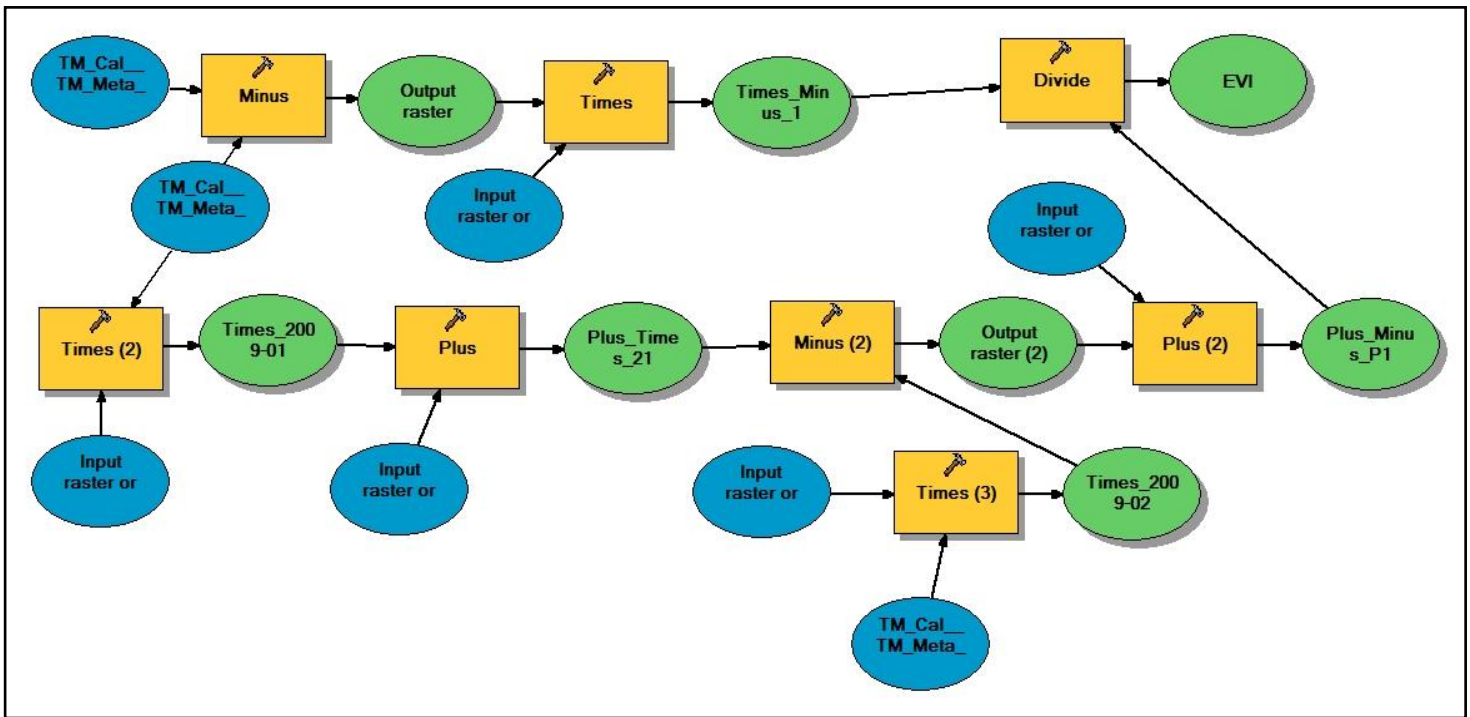 TM_Cal__
TM_Meta_
Minus
Output
raster
Times
Times_Min
us_1
Divide
EVI
TM_Cal__
TM_Meta_
Input
raster or
Input
raster or
Times (2)
Times_200
9-01
Plus
Plus_Time
s_21
Minus (2)
Output
raster (2)
Plus (2)
Plus_Minu
s_P1
Input
raster or
Input
raster or
Input
raster or
Times (3)
Times_200
9-02
TM_Cal__
TM_Meta_